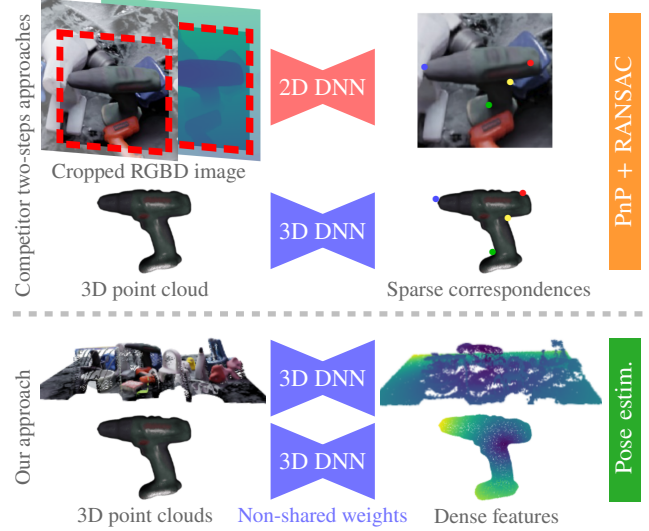 Competitor two-steps approaches
2D DNN
Cropped RGBD image
3D DNN
3D point cloud
Sparse correspondences
PnP + RANSAC
Our approach
3D DNN
3D DNN
3D point clouds
Non-shared weights
Dense features
Pose estim.